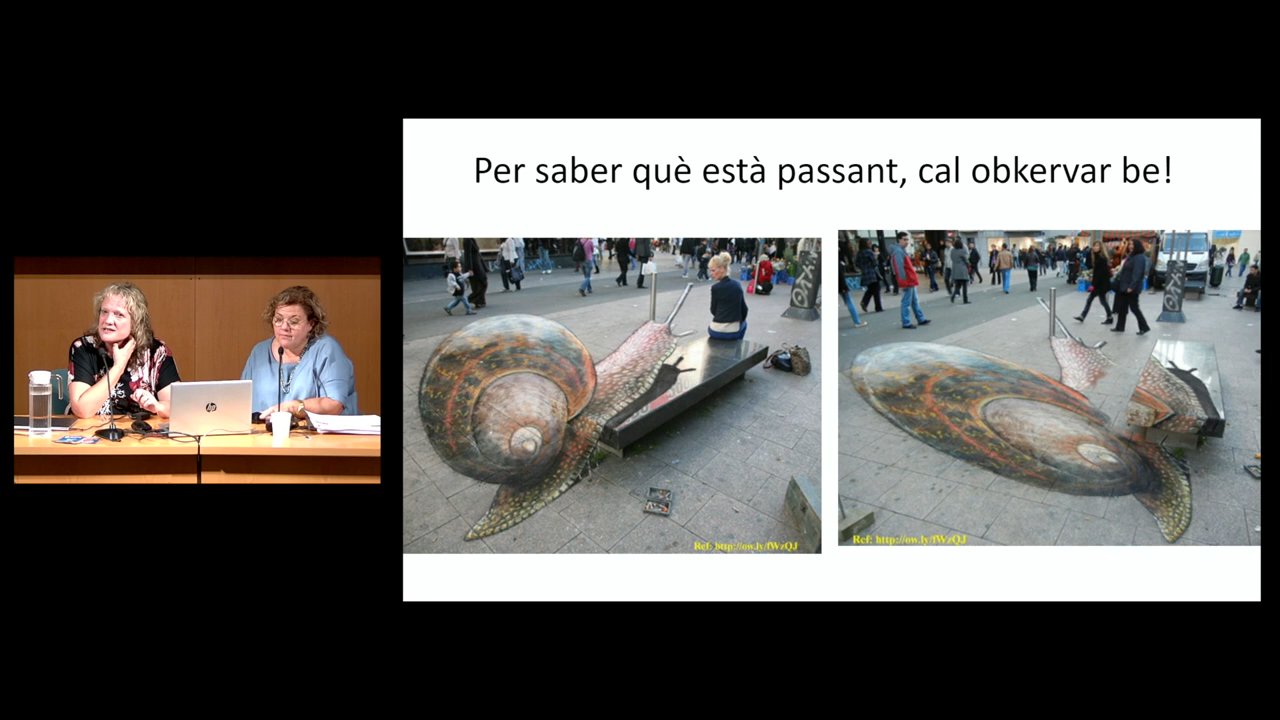 Per saber què està passant, cal obkervar be!
Ref: http://ow.ly/fWzQJ
Ref: http://ow.ly/fWzQJ
hp